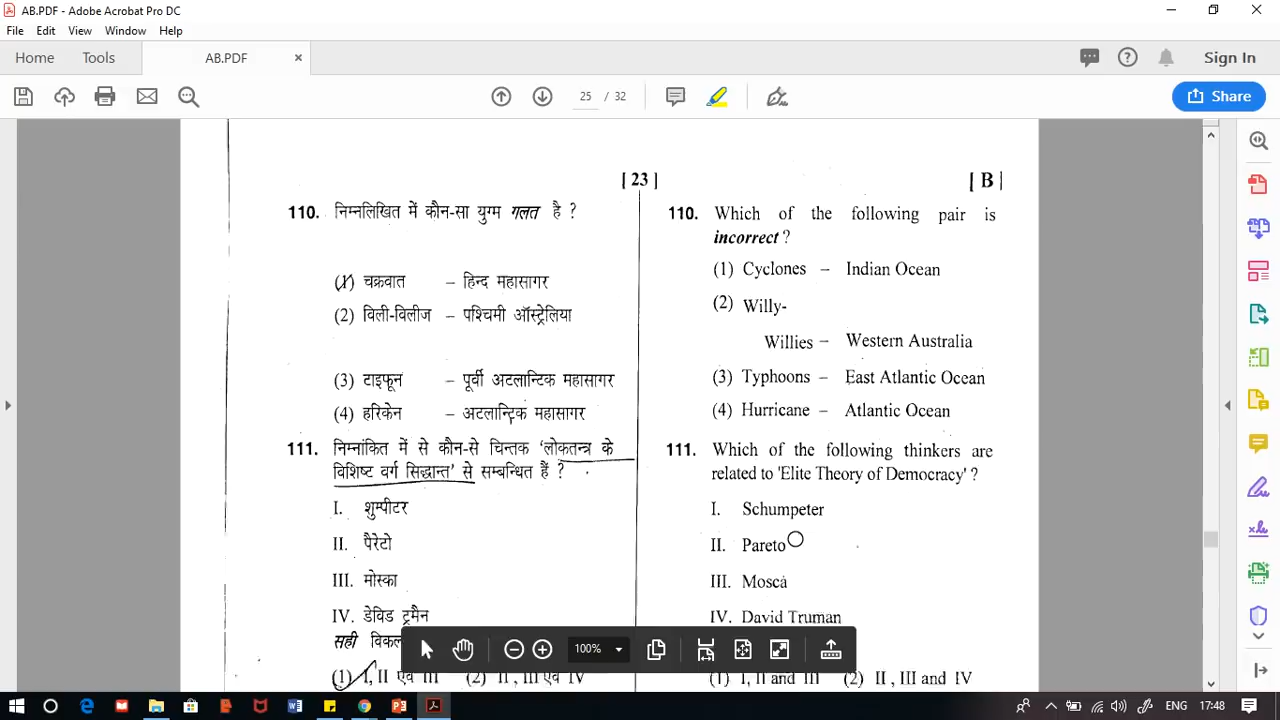 AB.PDF - Adobe Acrobat Pro DC
File Edit View Window Help
Home Tools AB.PDF ×
Sign In
25 / 32
Share
[ 23 ]
[ B ]
110. निम्नलिखित में कौन-सा युग्म गलत है ?
(1) चक्रवात – हिन्द महासागर
(2) विली-विलीज – पश्चिमी ऑस्ट्रेलिया
(3) टाइफून – पूर्वी अटलान्टिक महासागर
(4) हरिकेन – अटलान्ट्रिक महासागर
111. निम्नांकित में से कौन-से चिन्तक 'लोकतन्त्र के
विशिष्ट वर्ग सिद्धान्त' से सम्बन्धित हैं ?
I. शुम्पीटर
II. पैरेटो
III. मोस्का
IV. डेविड ट्रूमैन
सही विकल
(1) I, II एवं III (2) II , III एवं IV
110. Which of the following pair is
incorrect ?
(1) Cyclones – Indian Ocean
(2) Willy-
Willies – Western Australia
(3) Typhoons – East Atlantic Ocean
(4) Hurricane – Atlantic Ocean
111. Which of the following thinkers are
related to 'Elite Theory of Democracy' ?
I. Schumpeter
II. Pareto
III. Mosca
IV. David Truman
(1) I, II and III (2) II , III and IV
100%
ENG 17:48